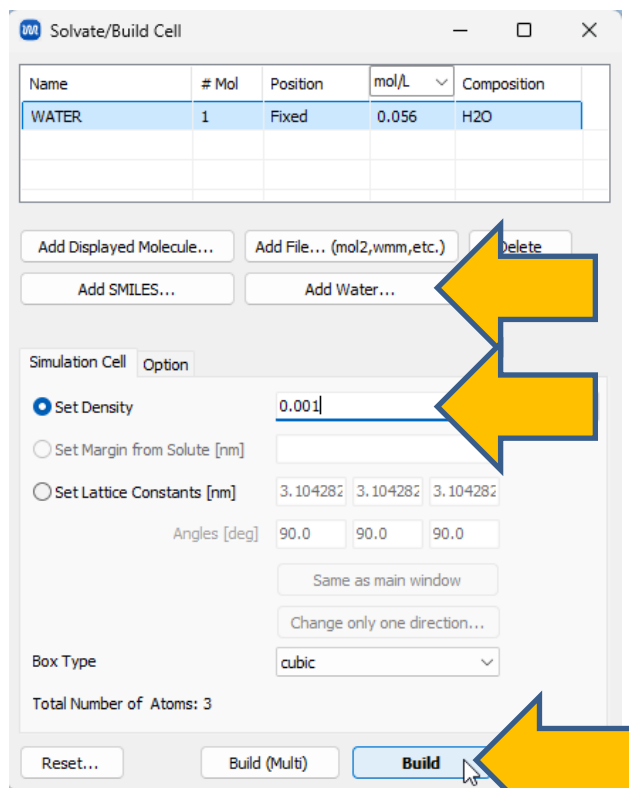 Solvate/Build Cell
Name # Mol Position mol/L Composition
WATER 1 Fixed 0.056 H2O
Add Displayed Molecule... Add File... (mol2,wmm,etc.) Delete
Add SMILES... Add Water...
Simulation Cell Option
Set Density 0.001
Set Margin from Solute [nm]
Set Lattice Constants [nm] 3.104282 3.104282 3.104282
Angles [deg] 90.0 90.0 90.0
Same as main window
Change only one direction...
Box Type cubic
Total Number of Atoms: 3
Reset... Build (Multi) Build